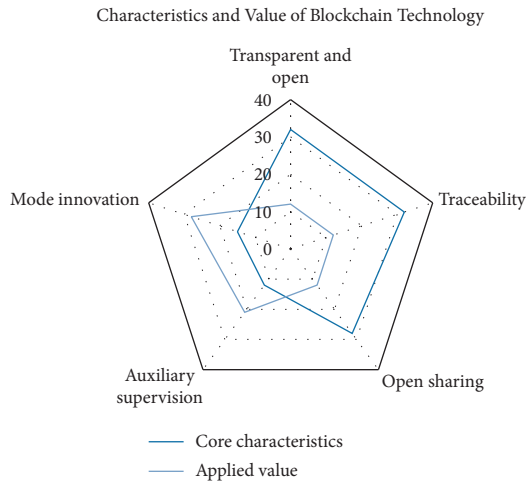 Characteristics and Value of Blockchain Technology
Transparent and
open
40
30
20
10
0
Mode innovation
Traceability
Auxiliary
supervision
Open sharing
Core characteristics
Applied value